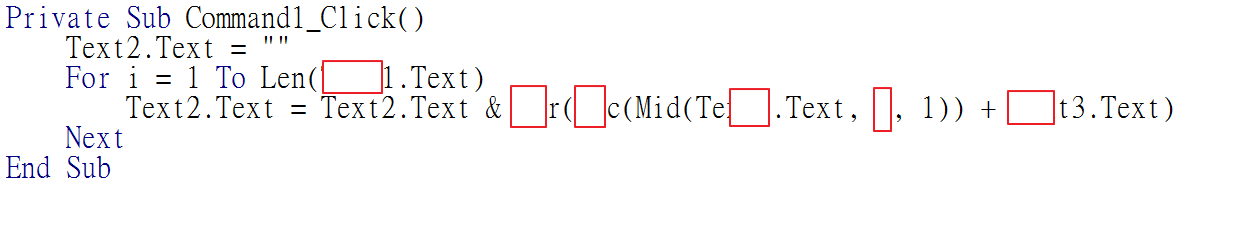 Private Sub Command1_Click()
Text2.Text = ""
For i = 1 To Len( 1.Text)
Text2.Text = Text2.Text & r( c(Mid(Te .Text, , 1)) + t3.Text)
Next
End Sub